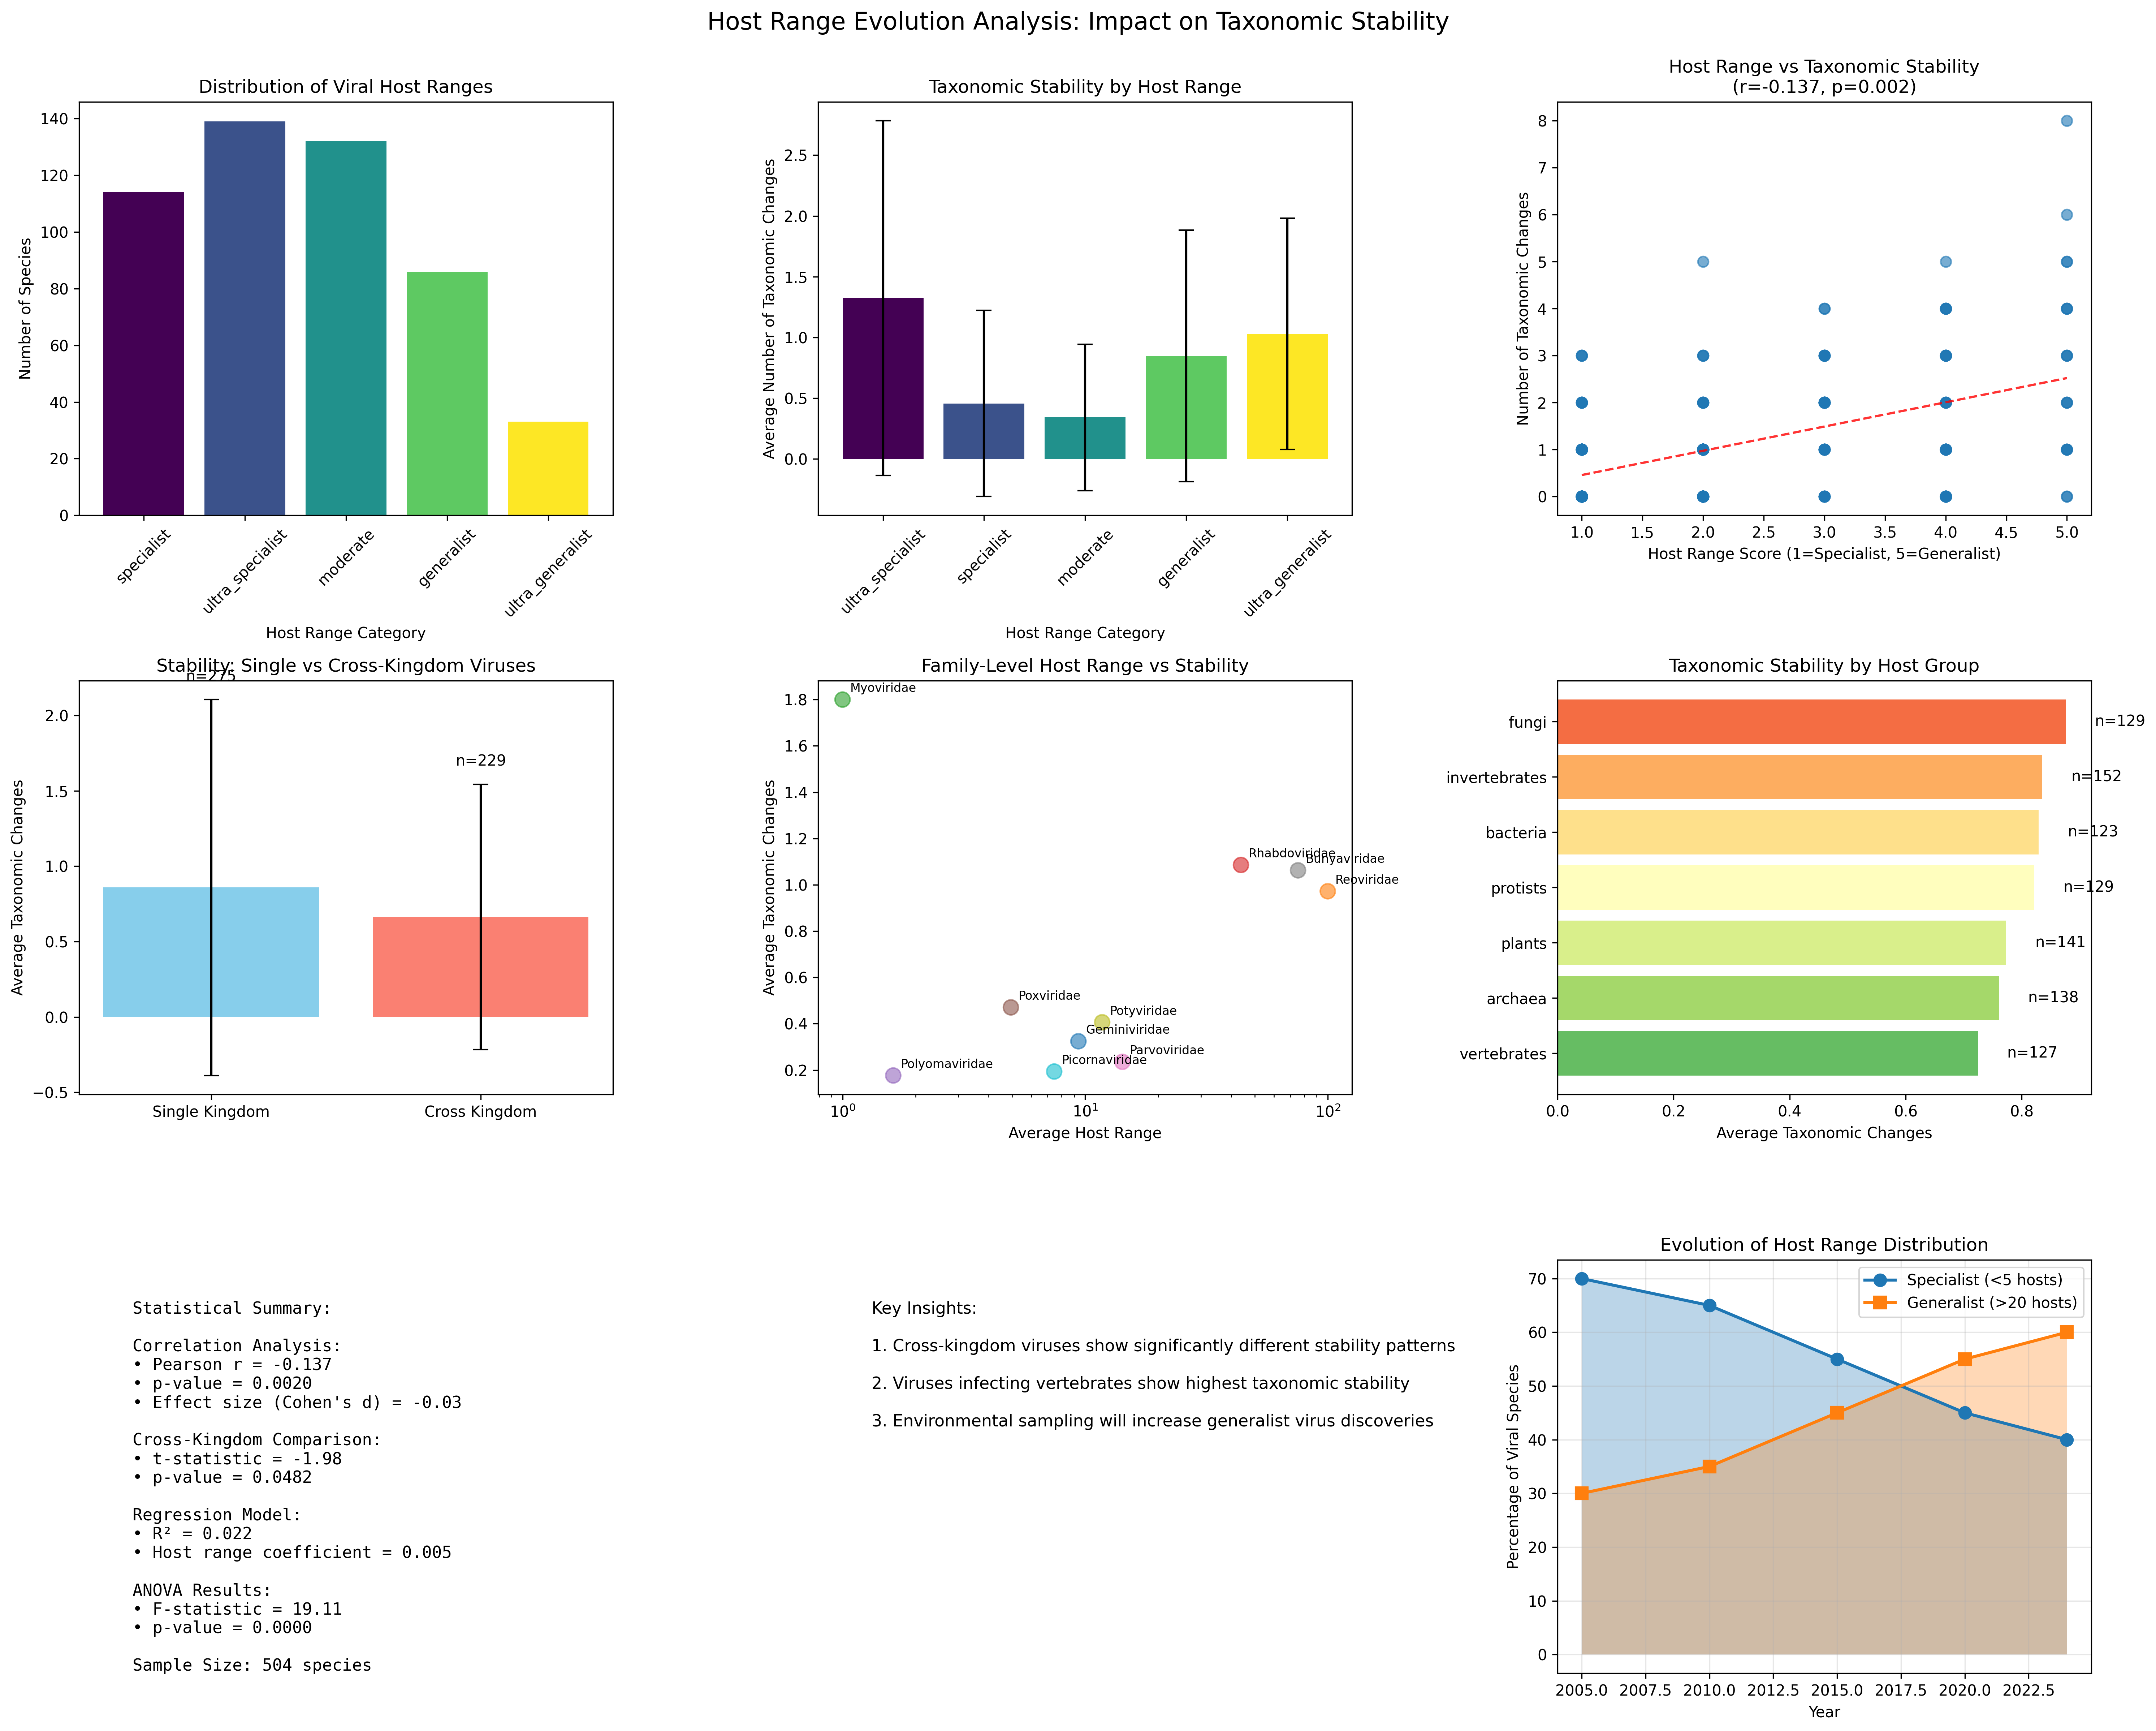 Host Range Evolution Analysis: Impact on Taxonomic Stability
Distribution of Viral Host Ranges
Number of Species
140
120
100
80
60
40
20
0
specialist
ultra_specialist
moderate
generalist
ultra_generalist
Host Range Category
Taxonomic Stability by Host Range
Average Number of Taxonomic Changes
2.5
2.0
1.5
1.0
0.5
0.0
ultra_specialist
specialist
moderate
generalist
ultra_generalist
Host Range Category
Host Range vs Taxonomic Stability
(r=-0.137, p=0.002)
Number of Taxonomic Changes
8
7
6
5
4
3
2
1
0
1.0 1.5 2.0 2.5 3.0 3.5 4.0 4.5 5.0
Host Range Score (1=Specialist, 5=Generalist)
Stability: Single vs Cross-Kingdom Viruses
n=275
n=229
Average Taxonomic Changes
2.0
1.5
1.0
0.5
0.0
−0.5
Single Kingdom Cross Kingdom
Family-Level Host Range vs Stability
Average Taxonomic Changes
1.8
1.6
1.4
1.2
1.0
0.8
0.6
0.4
0.2
Myoviridae
Rhabdoviridae
Bunyaviridae
Reoviridae
Poxviridae
Potyviridae
Geminiviridae
Parvoviridae
Picornaviridae
Polyomaviridae
10⁰ 10¹ 10²
Average Host Range
Taxonomic Stability by Host Group
fungi n=129
invertebrates n=152
bacteria n=123
protists n=129
plants n=141
archaea n=138
vertebrates n=127
0.0 0.2 0.4 0.6 0.8
Average Taxonomic Changes
Statistical Summary:
Correlation Analysis:
• Pearson r = -0.137
• p-value = 0.0020
• Effect size (Cohen's d) = -0.03
Cross-Kingdom Comparison:
• t-statistic = -1.98
• p-value = 0.0482
Regression Model:
• R² = 0.022
• Host range coefficient = 0.005
ANOVA Results:
• F-statistic = 19.11
• p-value = 0.0000
Sample Size: 504 species
Key Insights:
1. Cross-kingdom viruses show significantly different stability patterns
2. Viruses infecting vertebrates show highest taxonomic stability
3. Environmental sampling will increase generalist virus discoveries
Evolution of Host Range Distribution
Specialist (<5 hosts)
Generalist (>20 hosts)
Percentage of Viral Species
70
60
50
40
30
20
10
0
2005.0 2007.5 2010.0 2012.5 2015.0 2017.5 2020.0 2022.5
Year